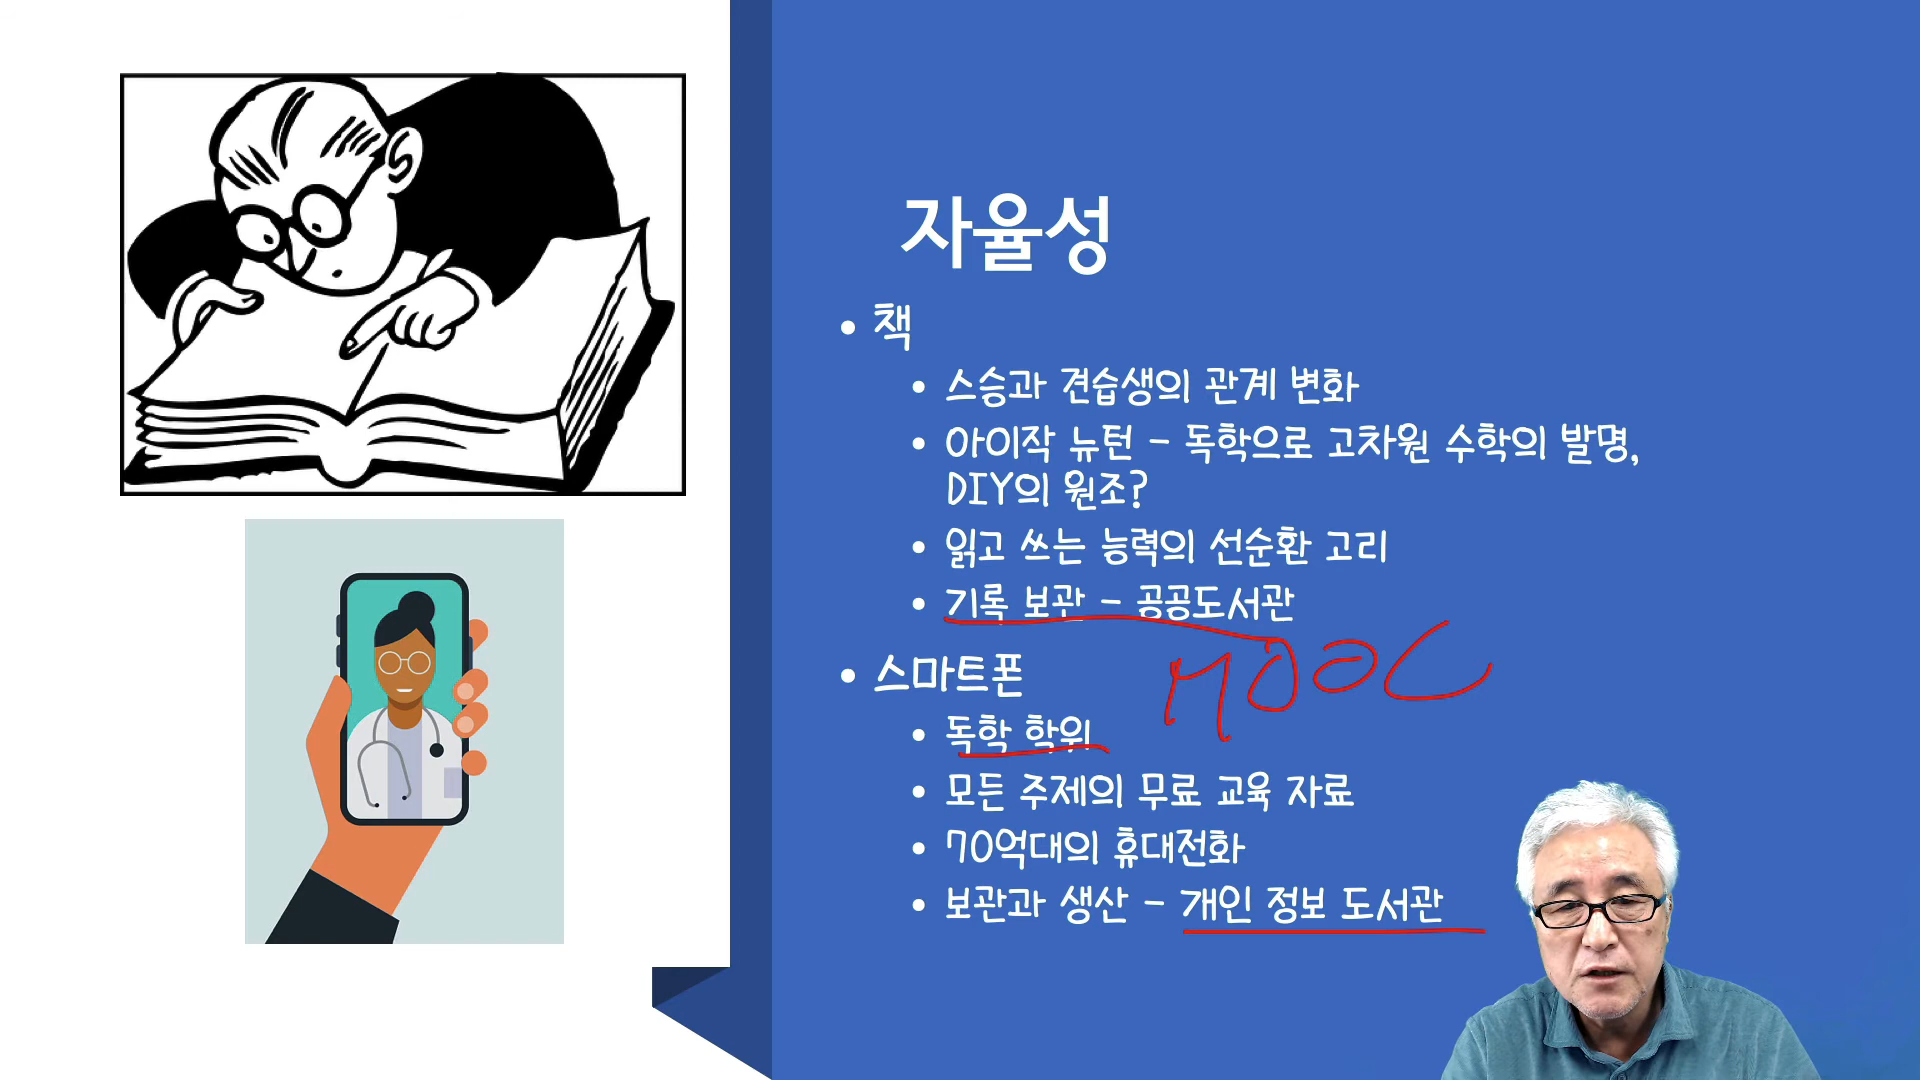 자율성
• 책
• 스승과 견습생의 관계 변화
• 아이작 뉴턴 – 독학으로 고차원 수학의 발명,
DIY의 원조?
• 읽고 쓰는 능력의 선순환 고리
• 기록 보관 – 공공도서관
• 스마트폰
MOOC
• 독학 학위
• 모든 주제의 무료 교육 자료
• 70억대의 휴대전화
• 보관과 생산 – 개인 정보 도서관